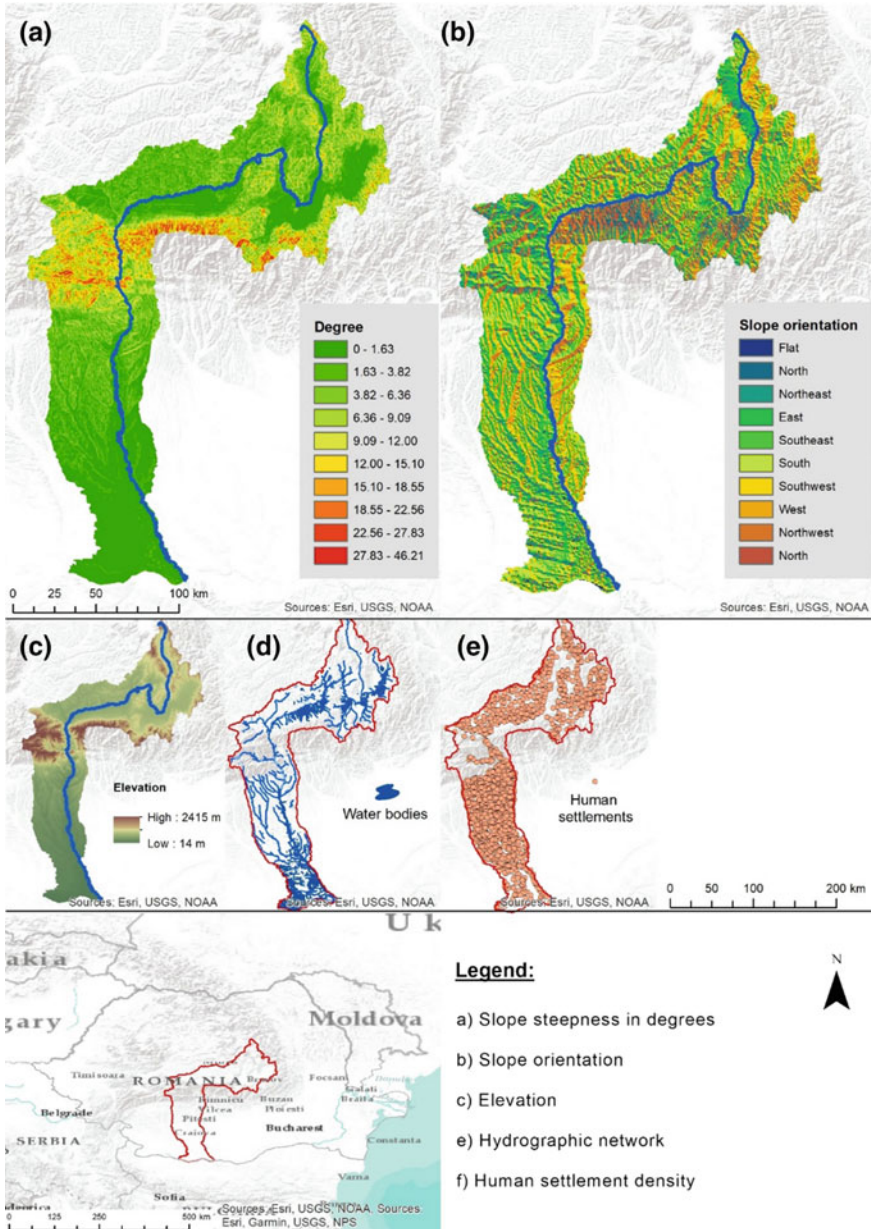 (a)
(b)
Degree
0 - 1.63
1.63 - 3.82
3.82 - 6.36
6.36 - 9.09
9.09 - 12.00
12.00 - 15.10
15.10 - 18.55
18.55 - 22.56
22.56 - 27.83
27.83 - 46.21
0 25 50 100 km
Sources: Esri, USGS, NOAA
Slope orientation
Flat
North
Northeast
East
Southeast
South
Southwest
West
Northwest
North
Sources: Esri, USGS, NOAA
(c)
(d)
(e)
Elevation
High : 2415 m
Low : 14 m
Water bodies
Human
settlements
Sources: Esri, USGS, NOAA
Sources: Esri, USGS, NOAA
Sources: Esri, USGS, NOAA
0 50 100 200 km
U k
akia
gary
Moldova
Timisoara
ROMANIA
Focsani
Galati
Braila
Vilcea
Buzau
Ploiesti
Pitesti
Craiova
Bucharest
Belgrade
SERBIA
Constanta
Varna
Sofia
0 125 250 500 km
Sources: Esri, USGS, NOAA. Sources:
Esri, Garmin, USGS, NPS
Legend:
N
a) Slope steepness in degrees
b) Slope orientation
c) Elevation
e) Hydrographic network
f) Human settlement density